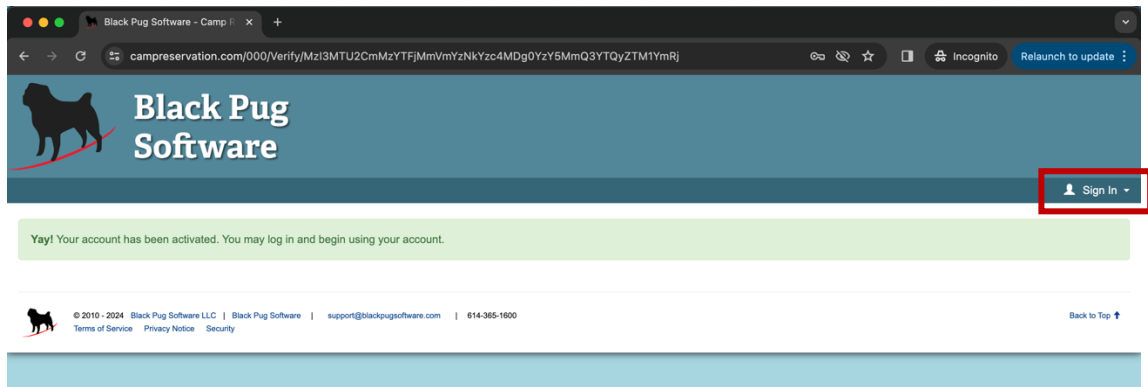 Black Pug Software - Camp R
campreservation.com/000/Verify/MzI3MTU2CmMzYTFjMmVmYzNkYzc4MDg0YzY5MmQ3YTQyZTM1YmRj
Incognito
Relaunch to update
Black Pug
Software
Sign In
Yay! Your account has been activated. You may log in and begin using your account.
© 2010 - 2024 Black Pug Software LLC | Black Pug Software | support@blackpugsoftware.com | 614-365-1600
Back to Top
Terms of Service Privacy Notice Security